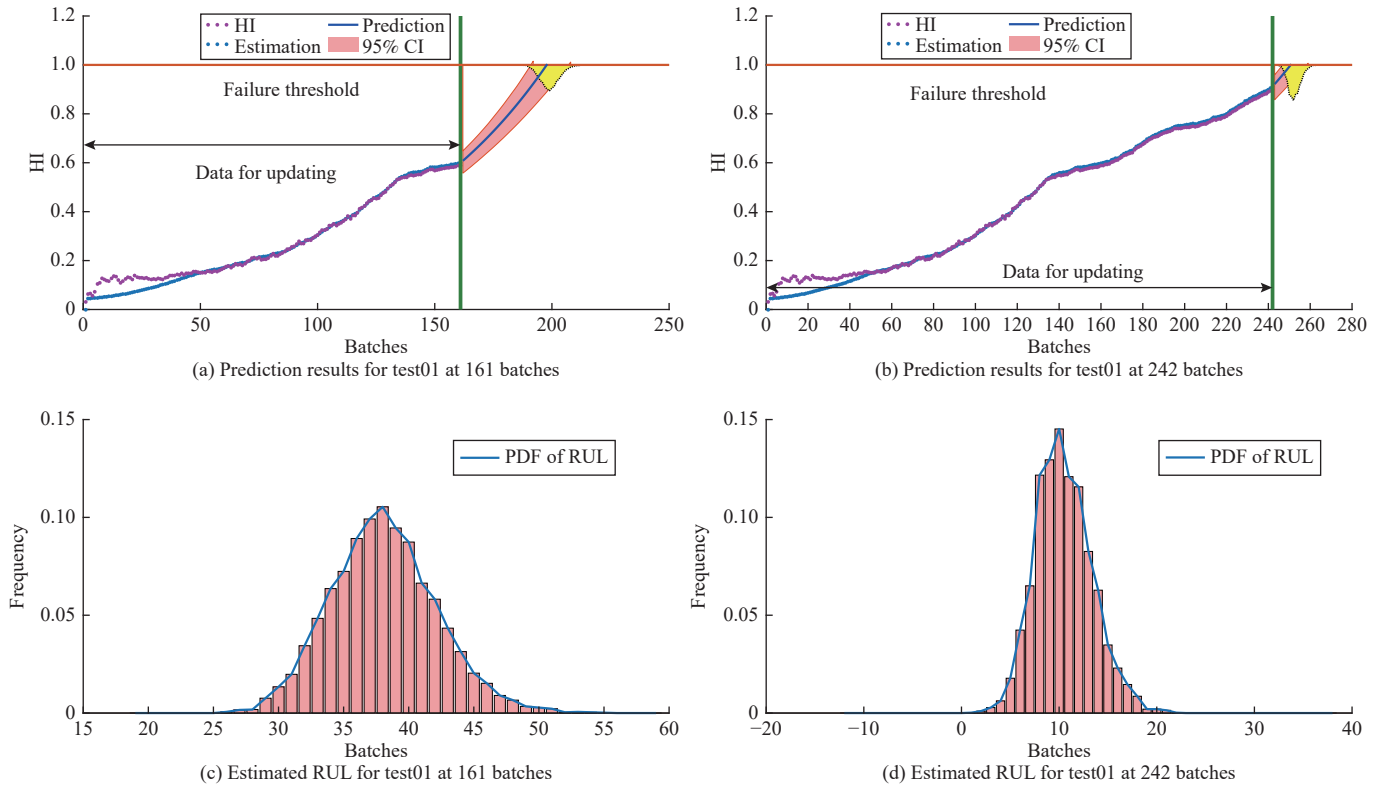 1.2
1.0
0.8
0.6
0.4
0.2
0
HI
HI
Prediction
Estimation
95% CI
Failure threshold
Data for updating
0
50
100
150
200
250
Batches
(a) Prediction results for test01 at 161 batches
1.2
1.0
0.8
0.6
0.4
0.2
0
HI
HI
Prediction
Estimation
95% CI
Failure threshold
Data for updating
0
20
40
60
80
100
120
140
160
180
200
220
240
260
280
Batches
(b) Prediction results for test01 at 242 batches
0.15
0.10
0.05
0
Frequency
PDF of RUL
15
20
25
30
35
40
45
50
55
60
Batches
(c) Estimated RUL for test01 at 161 batches
0.15
0.10
0.05
0
Frequency
PDF of RUL
−20
−10
0
10
20
30
40
Batches
(d) Estimated RUL for test01 at 242 batches